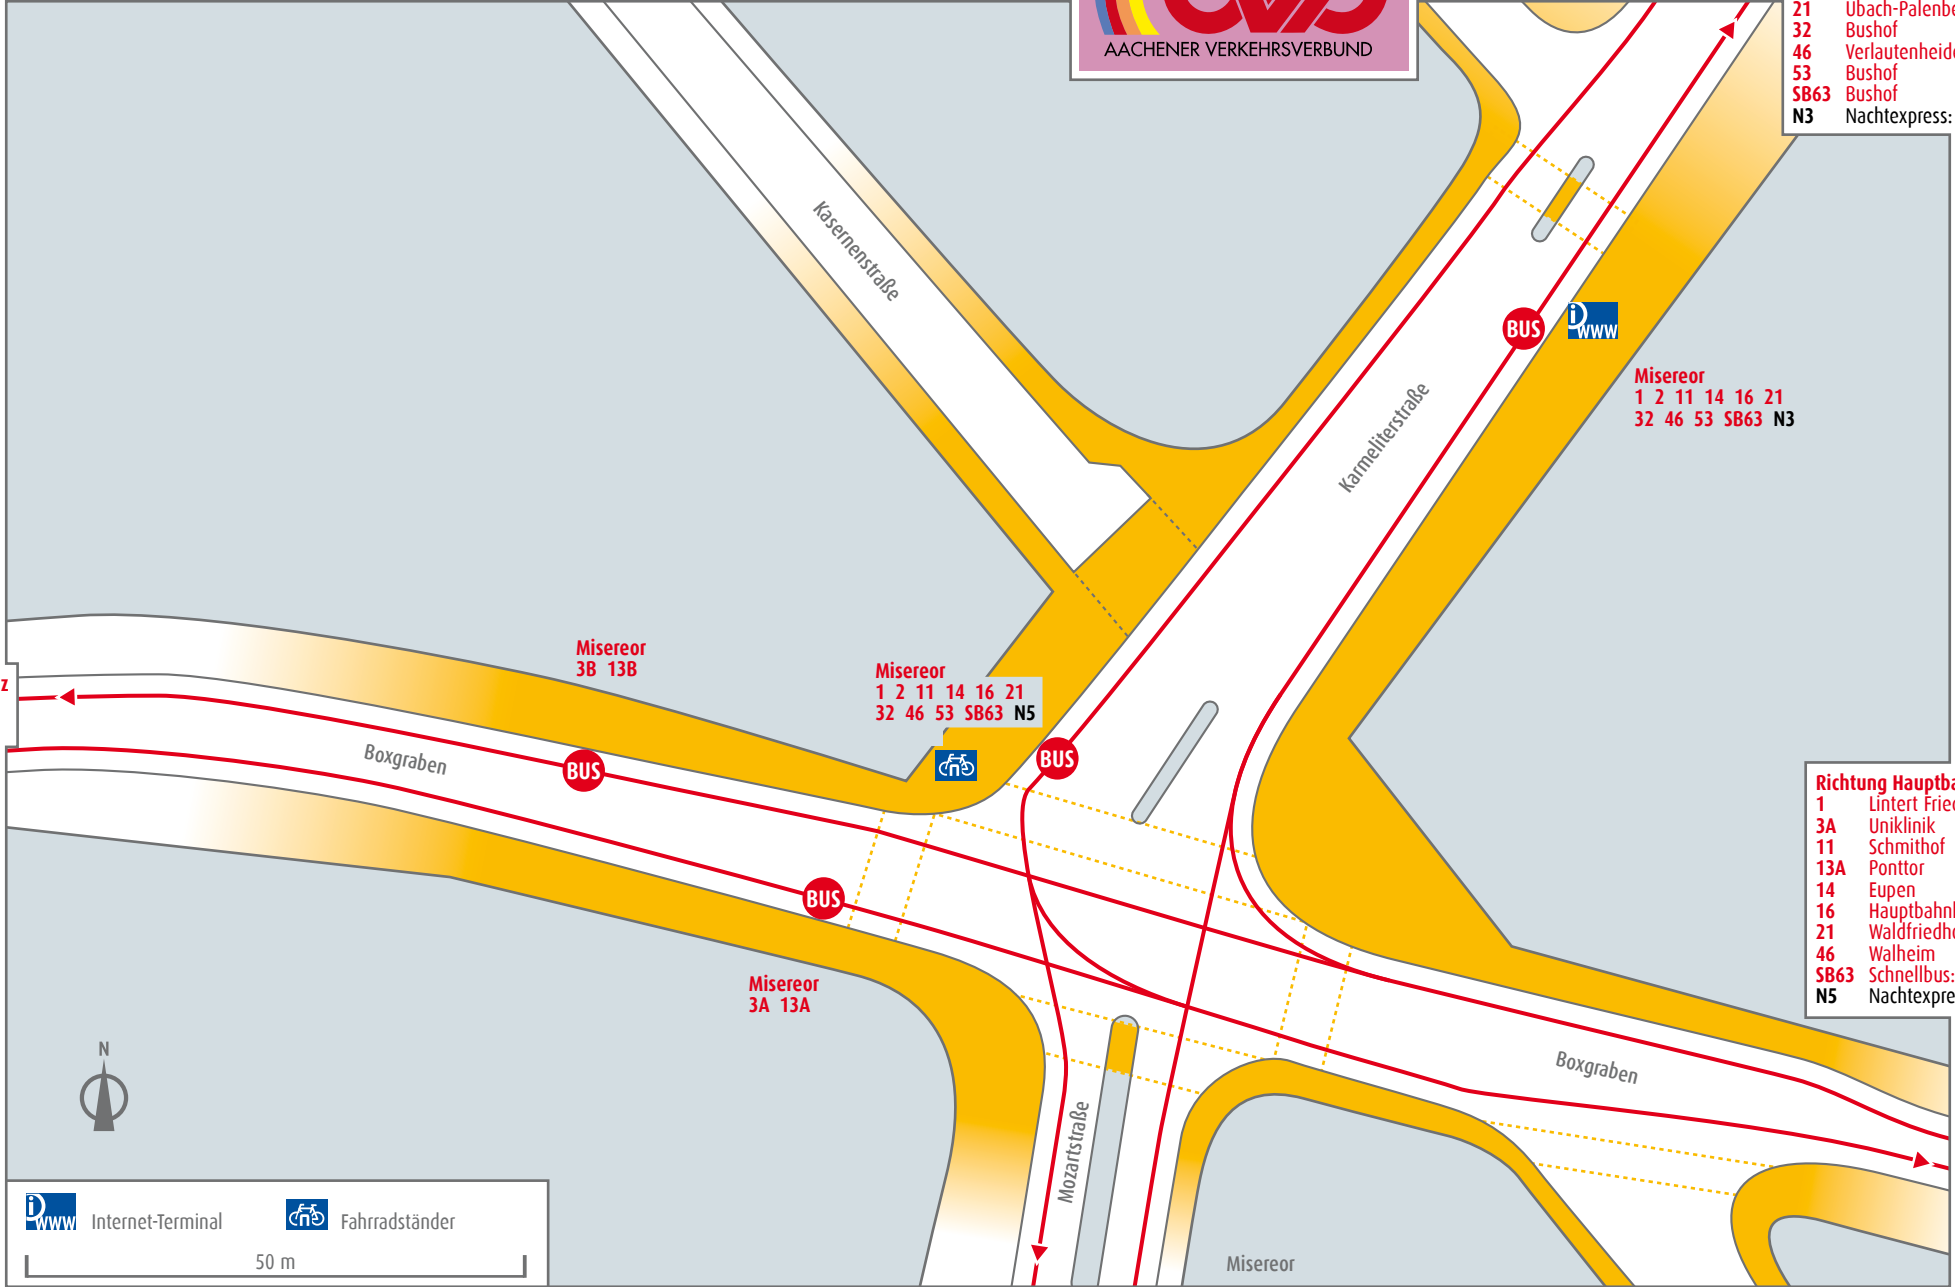 AACHENER VERKEHRSVERBUND
21 Übach-Palenbe
32 Bushof
46 Verlautenheide
53 Bushof
SB63 Bushof
N3 Nachtexpress:
Kasernenstraße
BUS
i WWW
Misereor
1 2 11 14 16 21
32 46 53 SB63 N3
Karmeliterstraße
Misereor
3B 13B
Misereor
1 2 11 14 16 21
32 46 53 SB63 N5
z
Boxgraben
BUS
BUS
BUS
Misereor
3A 13A
Richtung Hauptba
1 Lintert Fried
3A Uniklinik
11 Schmithof
13A Ponttor
14 Eupen
16 Hauptbahnh
21 Waldfriedho
46 Walheim
SB63 Schnellbus:
N5 Nachtexpre
Boxgraben
N
Mozartstraße
Misereor
i WWW Internet-Terminal Fahrradständer
50 m